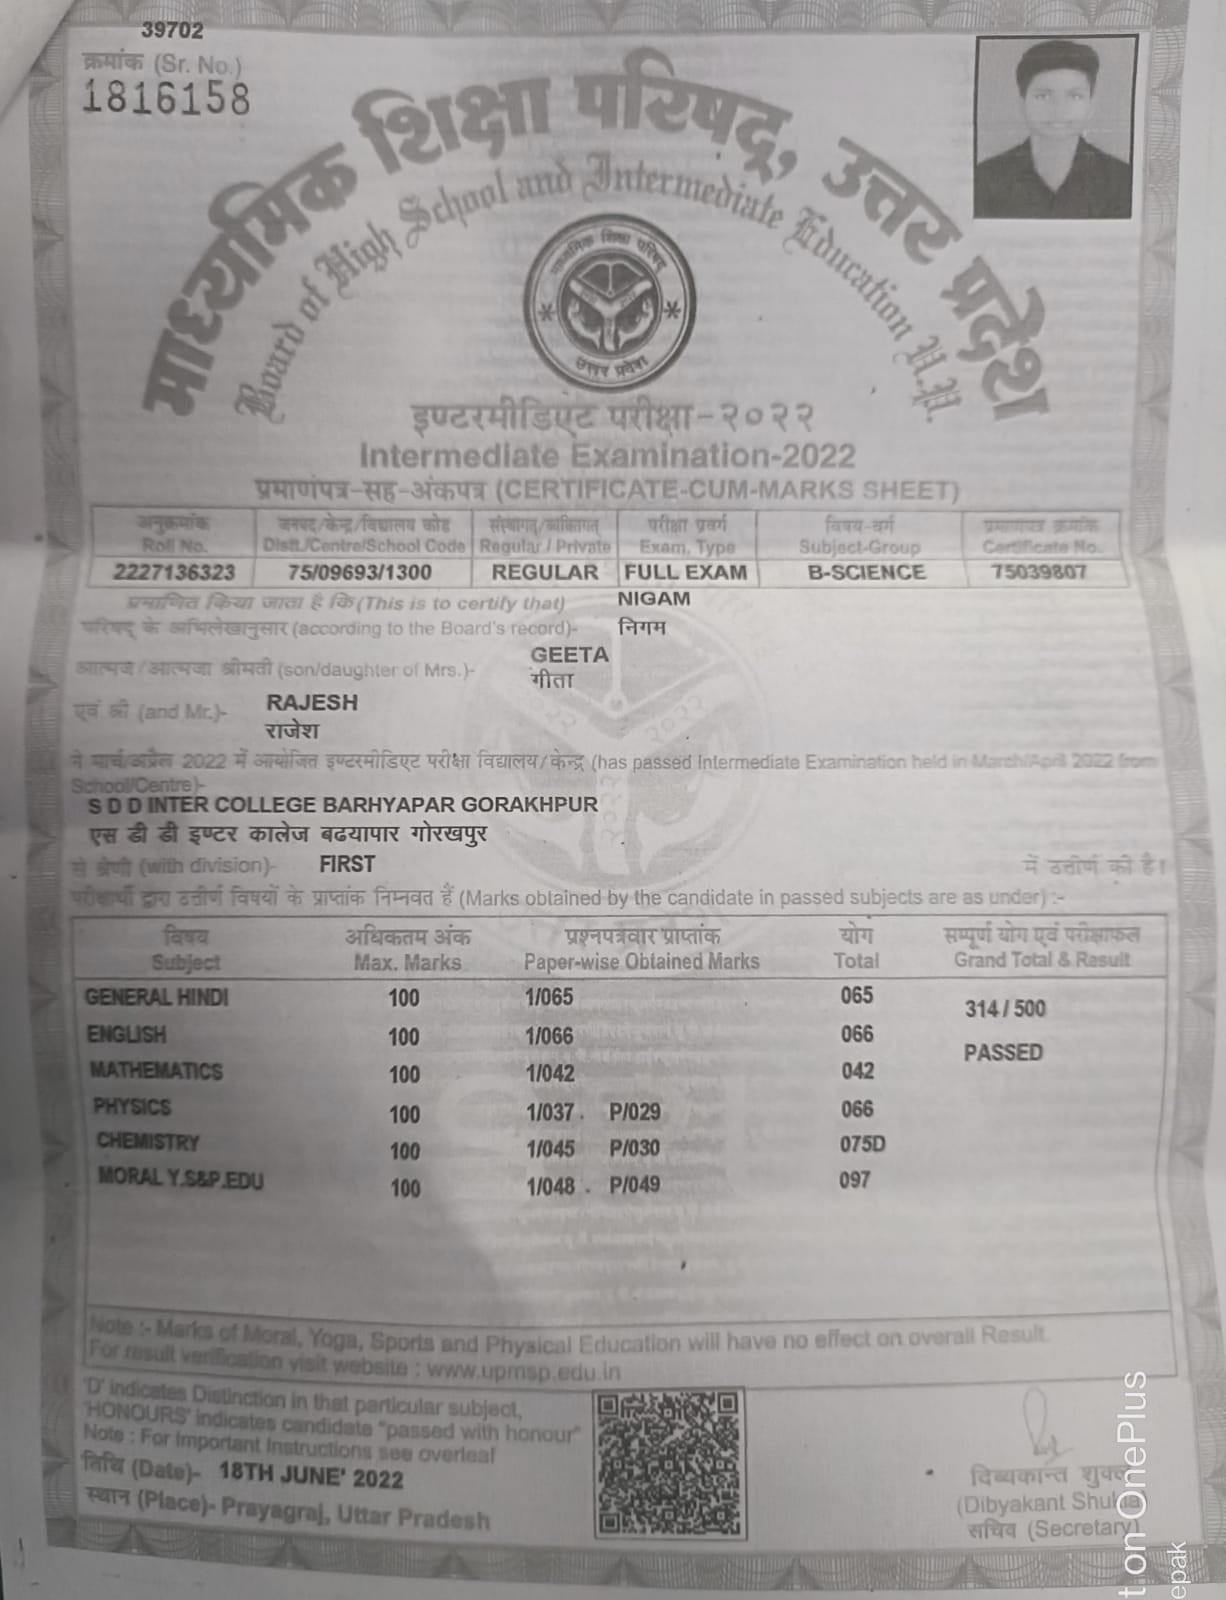 39702
क्रमांक (Sr. No.)
1816158
माध्यमिक शिक्षा परिषद्, उत्तर प्रदेश
Board of High School and Intermediate Education U.P.
माध्यमिक शिक्षा परिषद्
उत्तर प्रदेश
इण्टरमीडिएट परीक्षा-२०२२
Intermediate Examination-2022
प्रमाणपत्र-सह-अंकपत्र (CERTIFICATE-CUM-MARKS SHEET)
अनुक्रमांक जनपद/केन्द्र/विद्यालय कोड संस्थागत/व्यक्तिगत परीक्षा प्रवर्ग विषय-वर्ग प्रमाणपत्र क्रमांक
Roll No. Distt./Centre/School Code Regular / Private Exam. Type Subject-Group Certificate No.
2227136323 75/09693/1300 REGULAR FULL EXAM B-SCIENCE 75039807
प्रमाणित किया जाता है कि (This is to certify that) NIGAM
परिषद् के अभिलेखानुसार (according to the Board's record)- निगम
GEETA
आत्मज/आत्मजा श्रीमती (son/daughter of Mrs.)-
गीता
RAJESH
एवं श्री (and Mr.)-
राजेश
ने मार्च/अप्रैल 2022 में आयोजित इण्टरमीडिएट परीक्षा विद्यालय/केन्द्र (has passed Intermediate Examination held in March/April 2022 from
School/Centre)-
S D D INTER COLLEGE BARHYAPAR GORAKHPUR
एस डी डी इण्टर कालेज बढयापार गोरखपुर
से श्रेणी (with division)- FIRST में उत्तीर्ण की है।
परीक्षार्थी द्वारा उत्तीर्ण विषयों के प्राप्तांक निम्नवत हैं (Marks obtained by the candidate in passed subjects are as under) :-
विषय अधिकतम अंक प्रश्नपत्रवार प्राप्तांक योग सम्पूर्ण योग एवं परीक्षाफल
Subject Max. Marks Paper-wise Obtained Marks Total Grand Total & Result
GENERAL HINDI 100 1/065 065
314 / 500
ENGLISH 100 1/066 066
PASSED
MATHEMATICS 100 1/042 042
PHYSICS 100 1/037 P/029 066
CHEMISTRY 100 1/045 P/030 075D
MORAL Y.S&P.EDU 100 1/048 P/049 097
Note :- Marks of Moral, Yoga, Sports and Physical Education will have no effect on overall Result.
For result verification visit website : www.upmsp.edu.in
'D' indicates Distinction in that particular subject,
'HONOURS' indicates candidate "passed with honour"
Note : For Important Instructions see overleaf
तिथि (Date)- 18TH JUNE' 2022
स्थान (Place)- Prayagraj, Uttar Pradesh
दिब्यकान्त शुक्ल
(Dibyakant Shukla)
सचिव (Secretary)
t on OnePlus
epak